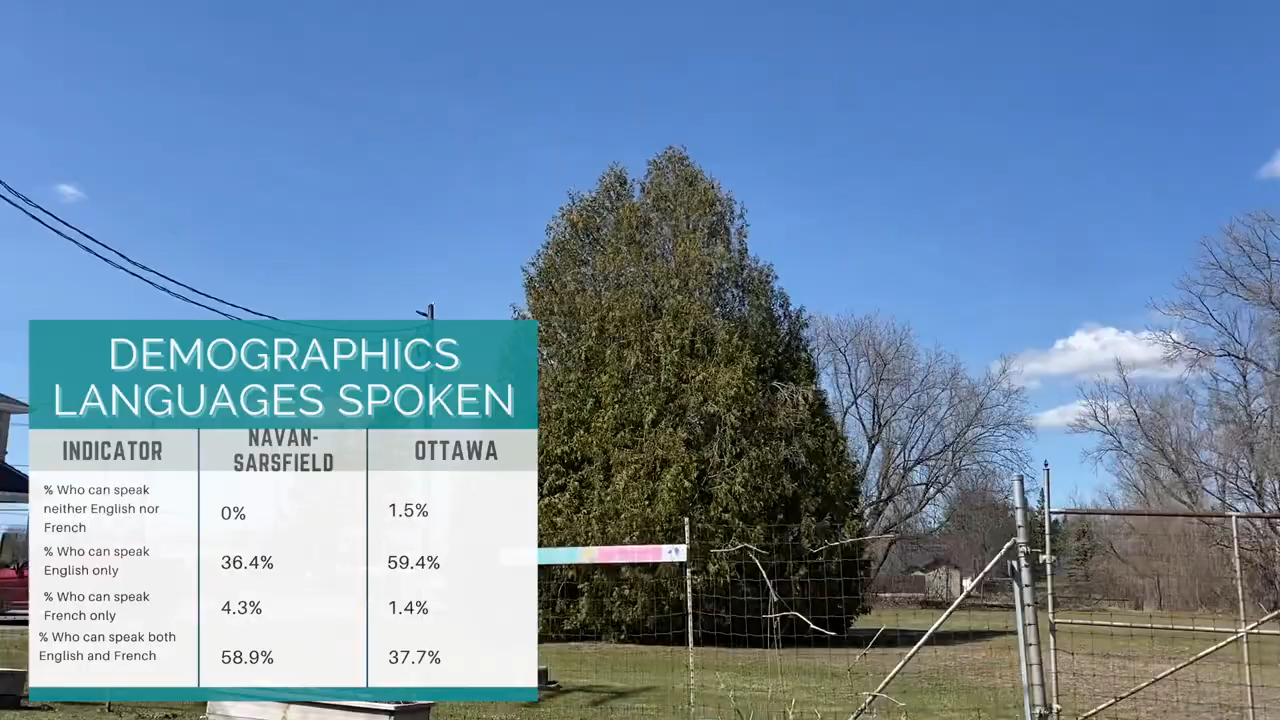 DEMOGRAPHICS
LANGUAGES SPOKEN
INDICATOR
NAVAN-
SARSFIELD
OTTAWA
% Who can speak
neither English nor
French
0%
1.5%
% Who can speak
English only
36.4%
59.4%
% Who can speak
French only
4.3%
1.4%
% Who can speak both
English and French
58.9%
37.7%